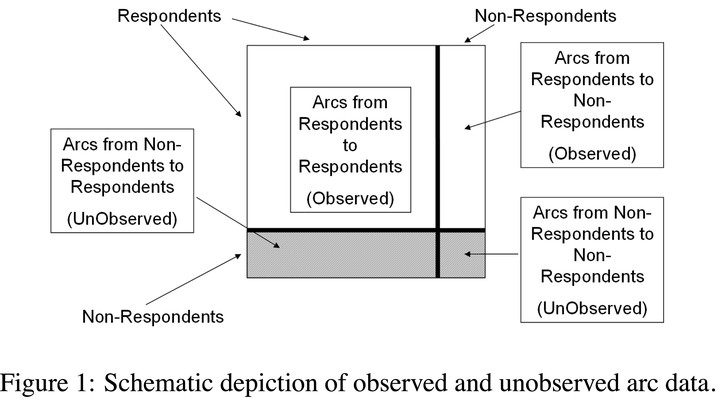 Respondents
Non-Respondents
Arcs from
Respondents to
Non-
Respondents
(Observed)
Arcs from
Respondents
to
Respondents
(Observed)
Arcs from Non-
Respondents to
Respondents
(UnObserved)
Arcs from Non-
Respondents to
Non-
Respondents
(UnObserved)
Non-Respondents
Figure 1: Schematic depiction of observed and unobserved arc data.